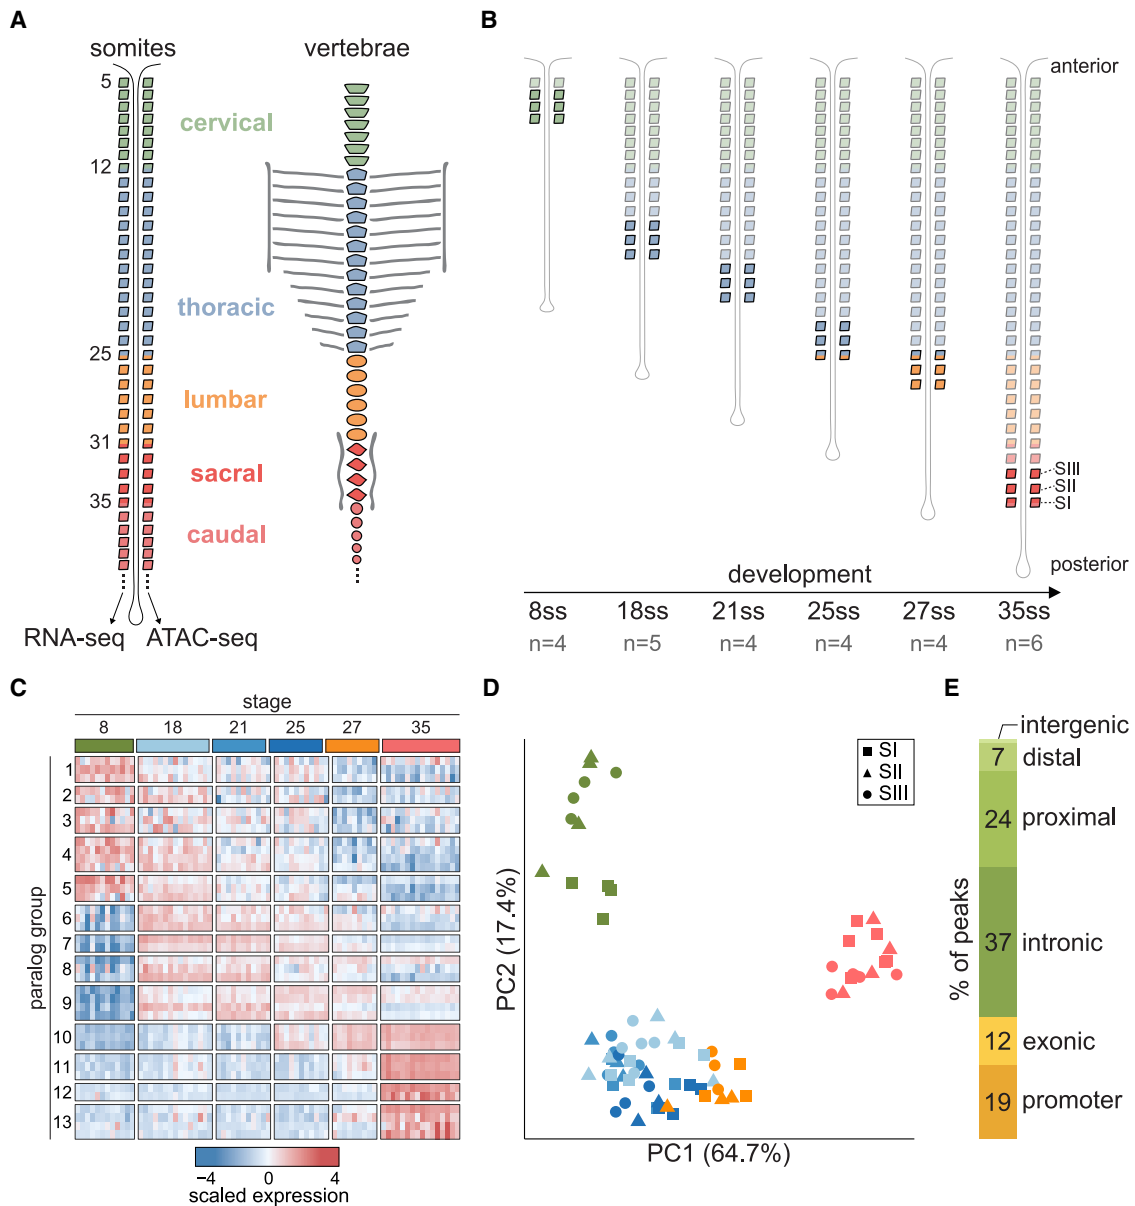 A
somites
vertebrae
5
cervical
12
thoracic
25
lumbar
31
sacral
35
caudal
RNA-seq
ATAC-seq
B
anterior
SIII
SII
SI
posterior
development
8ss
18ss
21ss
25ss
27ss
35ss
n=4
n=5
n=4
n=4
n=4
n=6
C
stage
8
18
21
25
27
35
paralog group
1
2
3
4
5
6
7
8
9
10
11
12
13
−4
0
4
scaled expression
D
SI
SII
SIII
PC2 (17.4%)
PC1 (64.7%)
E
intergenic
7 distal
24 proximal
37 intronic
12 exonic
19 promoter
% of peaks